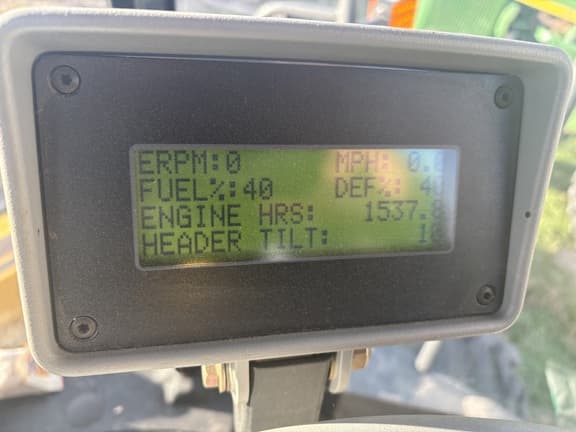 ERPM:0 MPH: 0.0
FUEL%:40 DEF%: 40
ENGINE HRS: 1537.8
HEADER TILT: